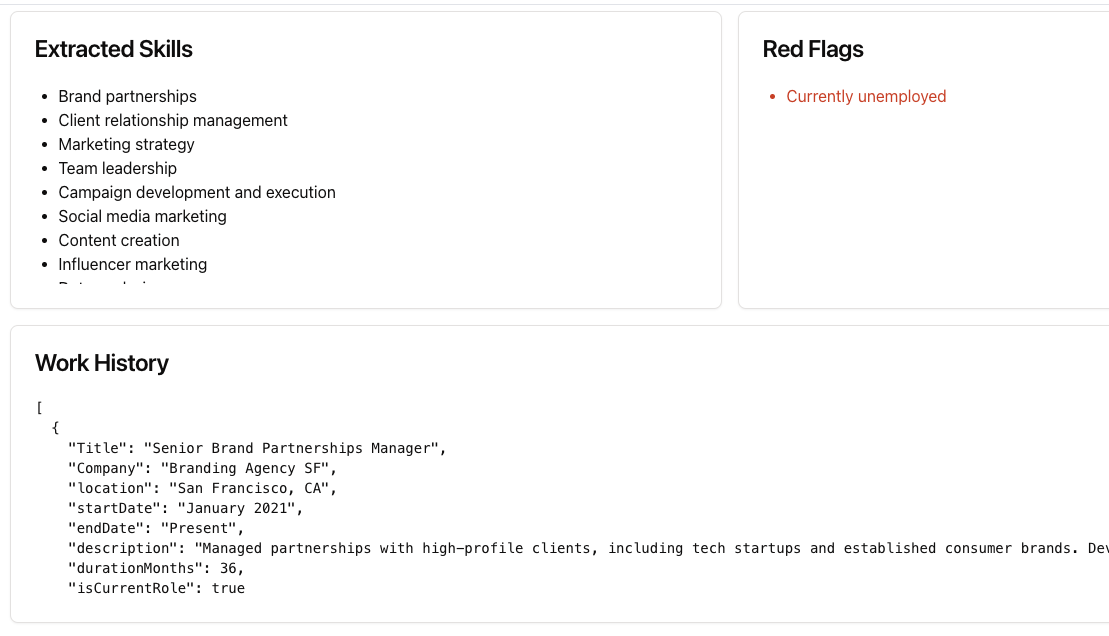 Extracted Skills
• Brand partnerships
• Client relationship management
• Marketing strategy
• Team leadership
• Campaign development and execution
• Social media marketing
• Content creation
• Influencer marketing
Red Flags
• Currently unemployed
Work History
[
  {
    "Title": "Senior Brand Partnerships Manager",
    "Company": "Branding Agency SF",
    "location": "San Francisco, CA",
    "startDate": "January 2021",
    "endDate": "Present",
    "description": "Managed partnerships with high-profile clients, including tech startups and established consumer brands.
    "durationMonths": 36,
    "isCurrentRole": true